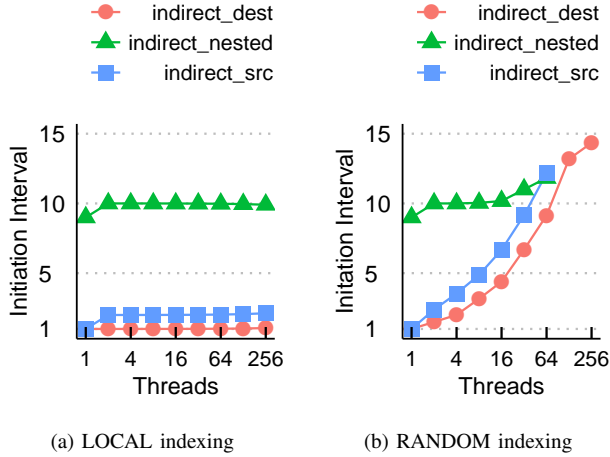 indirect_dest
indirect_nested
indirect_src
15
10
5
1
Initiation Interval
1 4 16 64 256
Threads
(a) LOCAL indexing
indirect_dest
indirect_nested
indirect_src
15
10
5
1
Initation Interval
1 4 16 64 256
Threads
(b) RANDOM indexing